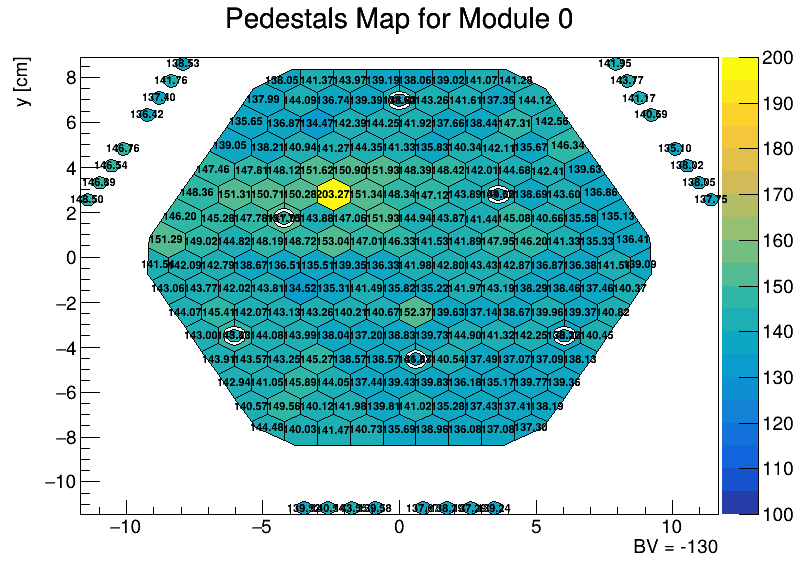 Pedestals Map for Module 0
y [cm]
8
6
4
2
0
−2
−4
−6
−8
−10
138.53 141.95
141.76 143.77
137.40 141.17
136.42 140.69
146.76 135.10
146.54 138.02
138.05
148.50 137.75
138.05 141.37 143.97 139.19 138.06 139.02 141.07 141.28
137.99 144.09 136.74 139.39 143.26 141.61 137.35 144.12
135.65 136.87 134.47 142.39 144.25 141.92 137.66 138.44 147.31 142.56
139.05 138.21 140.94 141.27 144.35 141.33 135.83 140.34 142.11 135.67 146.34
147.46 147.81 148.12 151.62 150.90 151.93 148.39 138.19 142.01 144.68 142.41 139.63
148.36 151.31 150.71 150.28 203.27 151.34 148.34 147.12 143.89 138.69 143.60 136.86
146.20 145.28 147.78 143.88 147.06 151.93 144.94 143.87 141.44 145.08 140.66 135.58 135.13
151.29 149.02 144.82 148.19 148.72 153.04 147.01 146.33 141.53 141.89 147.95 146.20 141.33 135.33 136.41
142.09 142.79 138.67 136.51 135.51 139.35 136.33 141.98 142.80 143.40 142.87 136.87 136.38 139.09
143.06 143.77 142.02 143.81 134.52 135.31 141.49 135.82 135.22 141.97 143.19 138.29 138.46 137.46 140.37
144.07 145.41 142.07 143.13 143.26 140.21 140.67 152.37 139.63 137.14 138.67 139.96 139.37 140.82
143.00 144.08 143.99 138.04 137.20 138.83 139.73 144.90 141.32 142.25 140.45
143.91 143.57 143.25 145.27 138.57 137.57 140.54 137.49 137.07 137.09 138.13
142.94 141.05 145.89 144.05 137.44 139.43 139.83 136.18 135.17 139.77 139.36
140.57 149.56 140.12 141.98 139.81 141.02 135.28 137.43 137.41 138.19
144.48 140.03 141.47 140.73 135.69 138.96 136.08 137.08 137.30
139.58 139.24
−10 −5 0 5 10
BV = -130
200
190
180
170
160
150
140
130
120
110
100